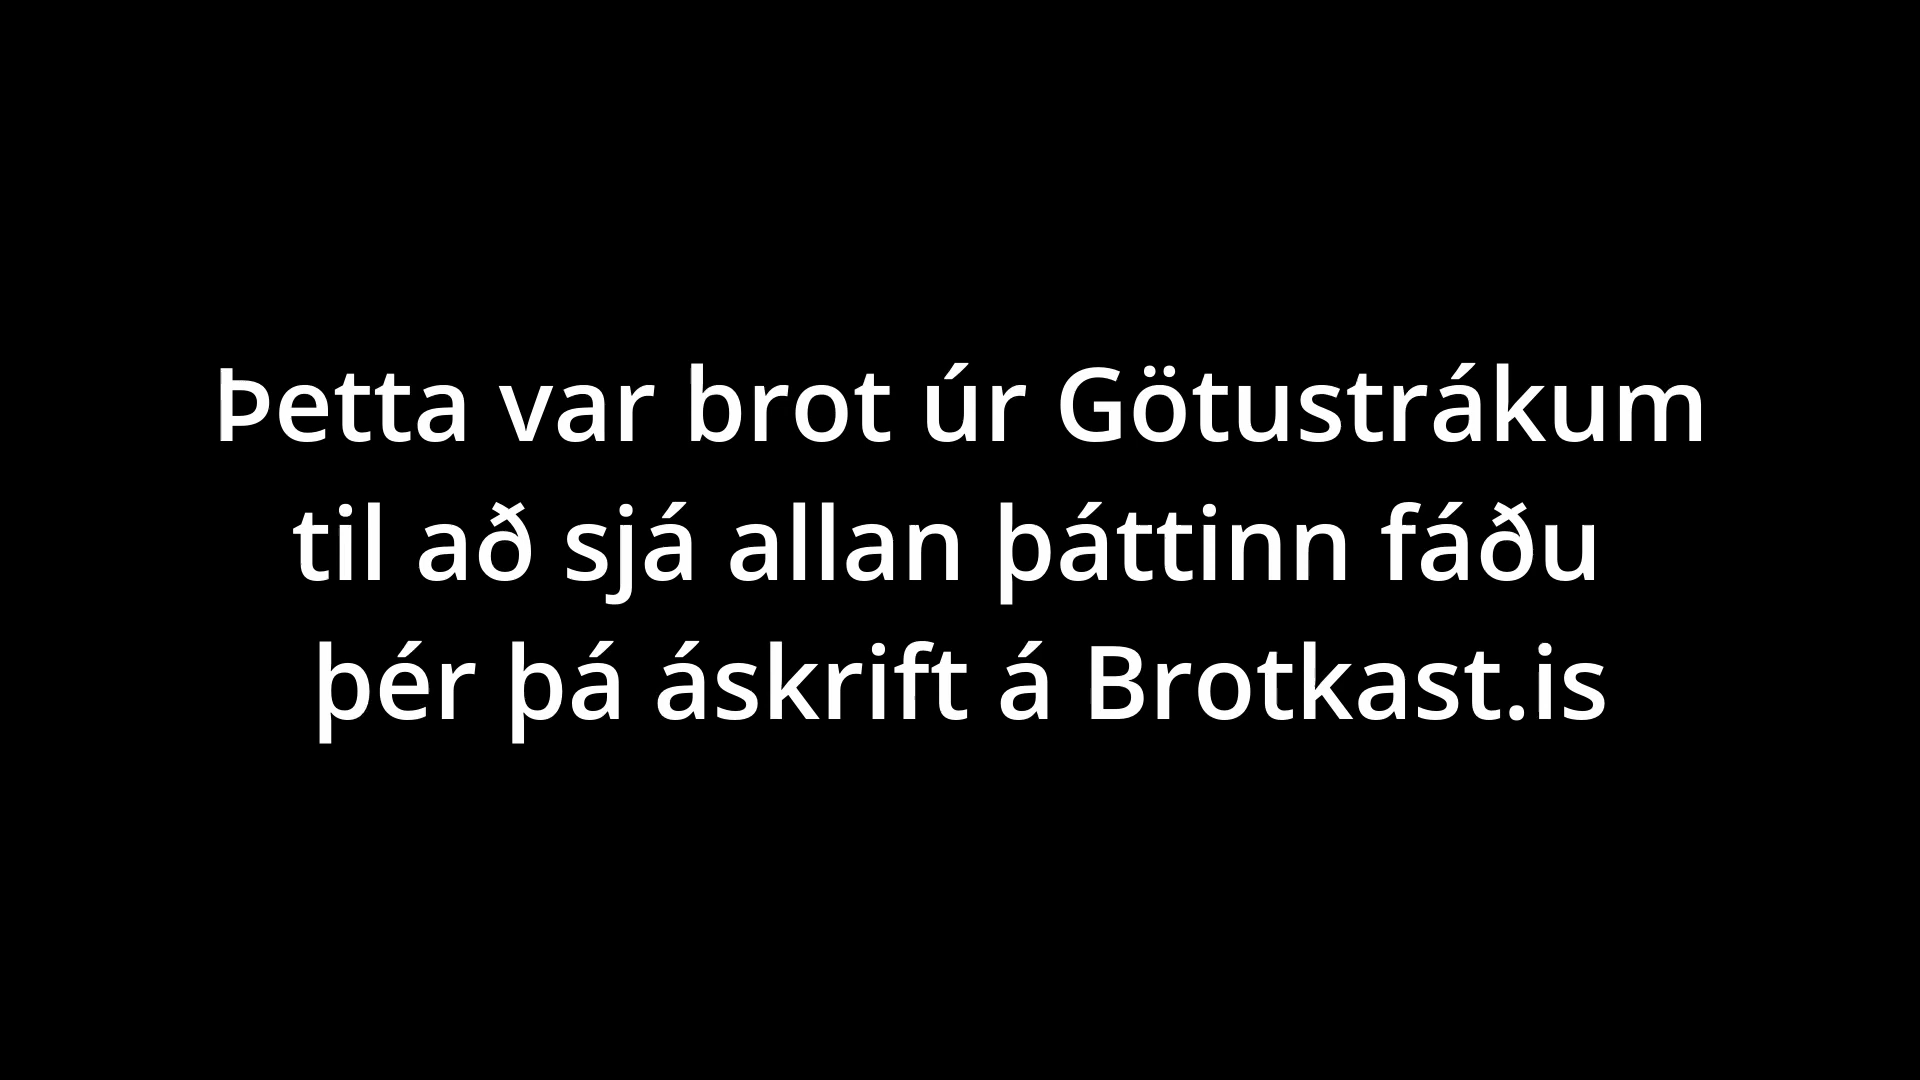 Þetta var brot úr Götustrákum
til að sjá allan þáttinn fáðu
þér þá áskrift á Brotkast.is